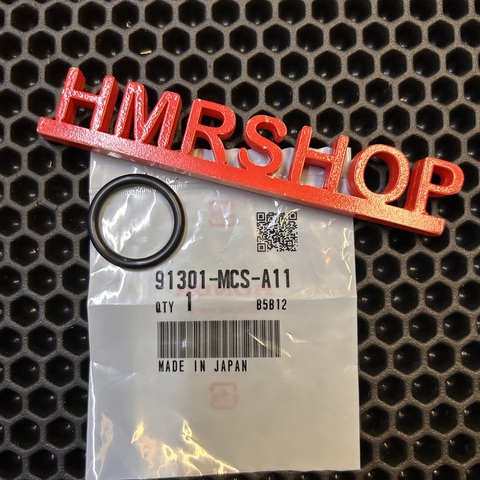 HMRSHOP
91301-MCS-A11
QTY 1 B5B12
MADE IN JAPAN